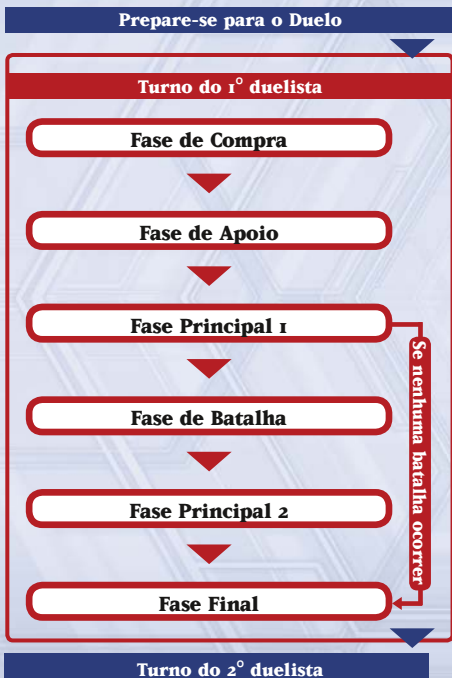 Prepare-se para o Duelo
Turno do 1° duelista
Fase de Compra
Fase de Apoio
Fase Principal 1
Se nenhuma batalha ocorrer
Fase de Batalha
Fase Principal 2
Fase Final
Turno do 2° duelista